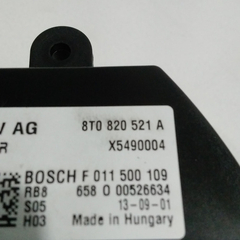 AG 8T0 820 521 A
R X5490004
BOSCH F 011 500 109
RB8 658 O 00526634
S05 13-09-01
H03 Made in Hungary